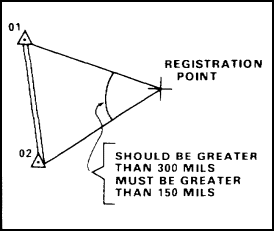 01
REGISTRATION
POINT
02
SHOULD BE GREATER
THAN 300 MILS
MUST BE GREATER
THAN 150 MILS